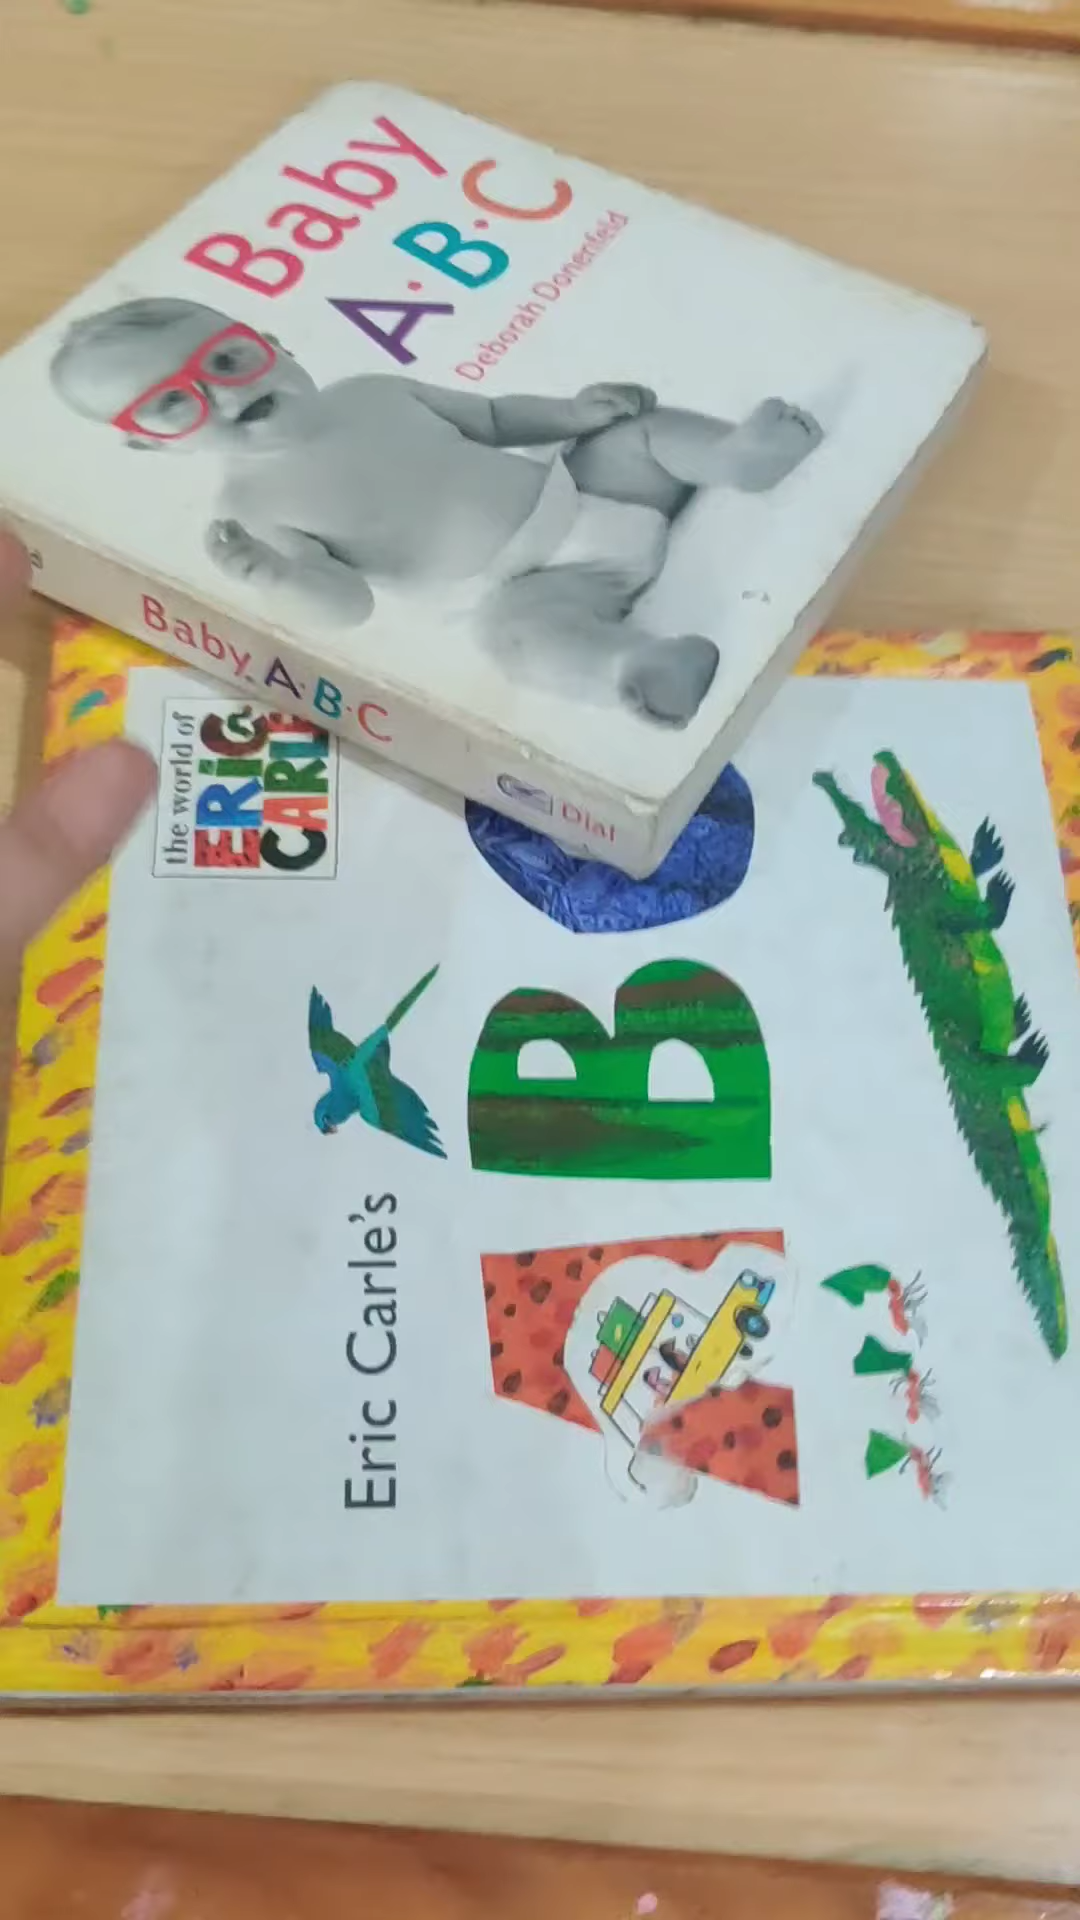 Baby
A·B·C
Deborah Donenfeld
Baby A·B·C
Dial
the world of
ERIC
CARLE
Eric Carle's
ABC